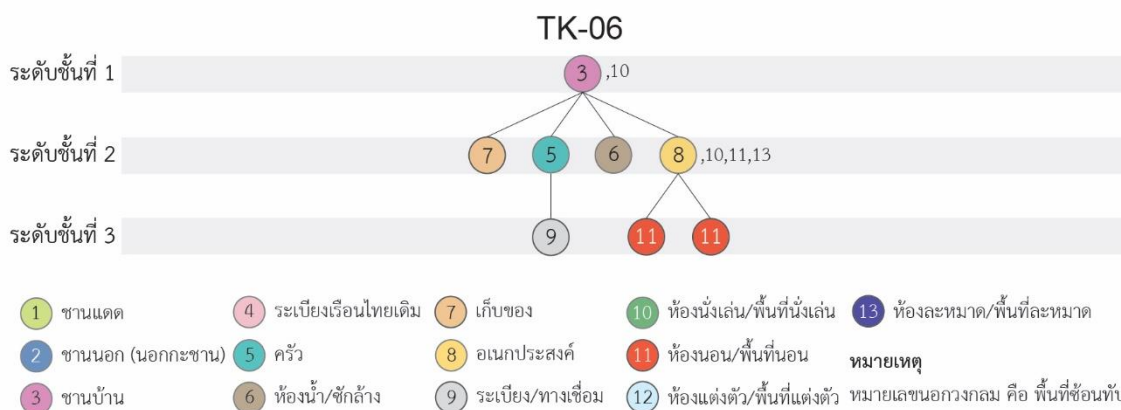 TK-06
ระดับชั้นที่ 1
3 ,10
ระดับชั้นที่ 2
7 5 6 8 ,10,11,13
ระดับชั้นที่ 3
9 11 11
1 ชานแดด
4 ระเบียงเรือนไทยเดิม
7 เก็บของ
10 ห้องนั่งเล่น/พื้นที่นั่งเล่น
13 ห้องละหมาด/พื้นที่ละหมาด
2 ชานนอก (นอกกะชาน)
5 ครัว
8 อเนกประสงค์
11 ห้องนอน/พื้นที่นอน
หมายเหตุ
3 ชานบ้าน
6 ห้องน้ำ/ซักล้าง
9 ระเบียง/ทางเชื่อม
12 ห้องแต่งตัว/พื้นที่แต่งตัว
หมายเลขนอกวงกลม คือ พื้นที่ซ้อนทับ